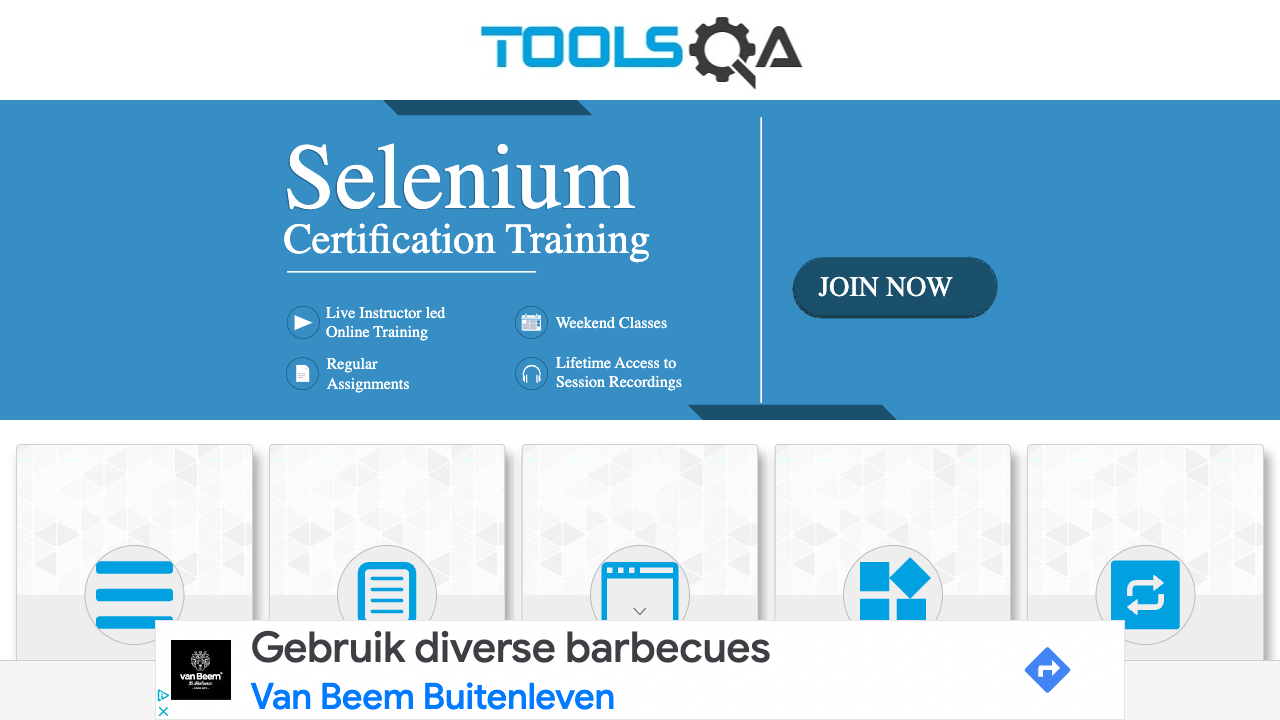 TOOLSQA
Selenium
Certification Training
JOIN NOW
Live Instructor led
Online Training
Weekend Classes
Regular
Assignments
Lifetime Access to
Session Recordings
van Beem
Gebruik diverse barbecues
Van Beem Buitenleven